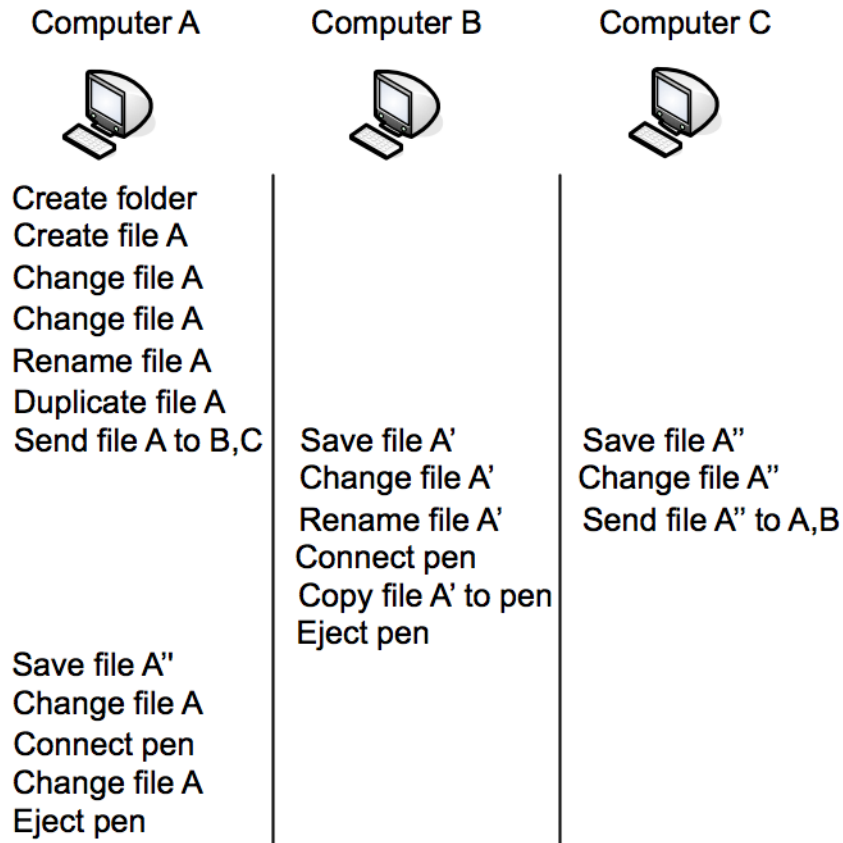 Computer A
Computer B
Computer C
Create folder
Create file A
Change file A
Change file A
Rename file A
Duplicate file A
Send file A to B,C
Save file A'
Change file A'
Rename file A'
Connect pen
Copy file A' to pen
Eject pen
Save file A''
Change file A''
Send file A'' to A,B
Save file A"
Change file A
Connect pen
Change file A
Eject pen